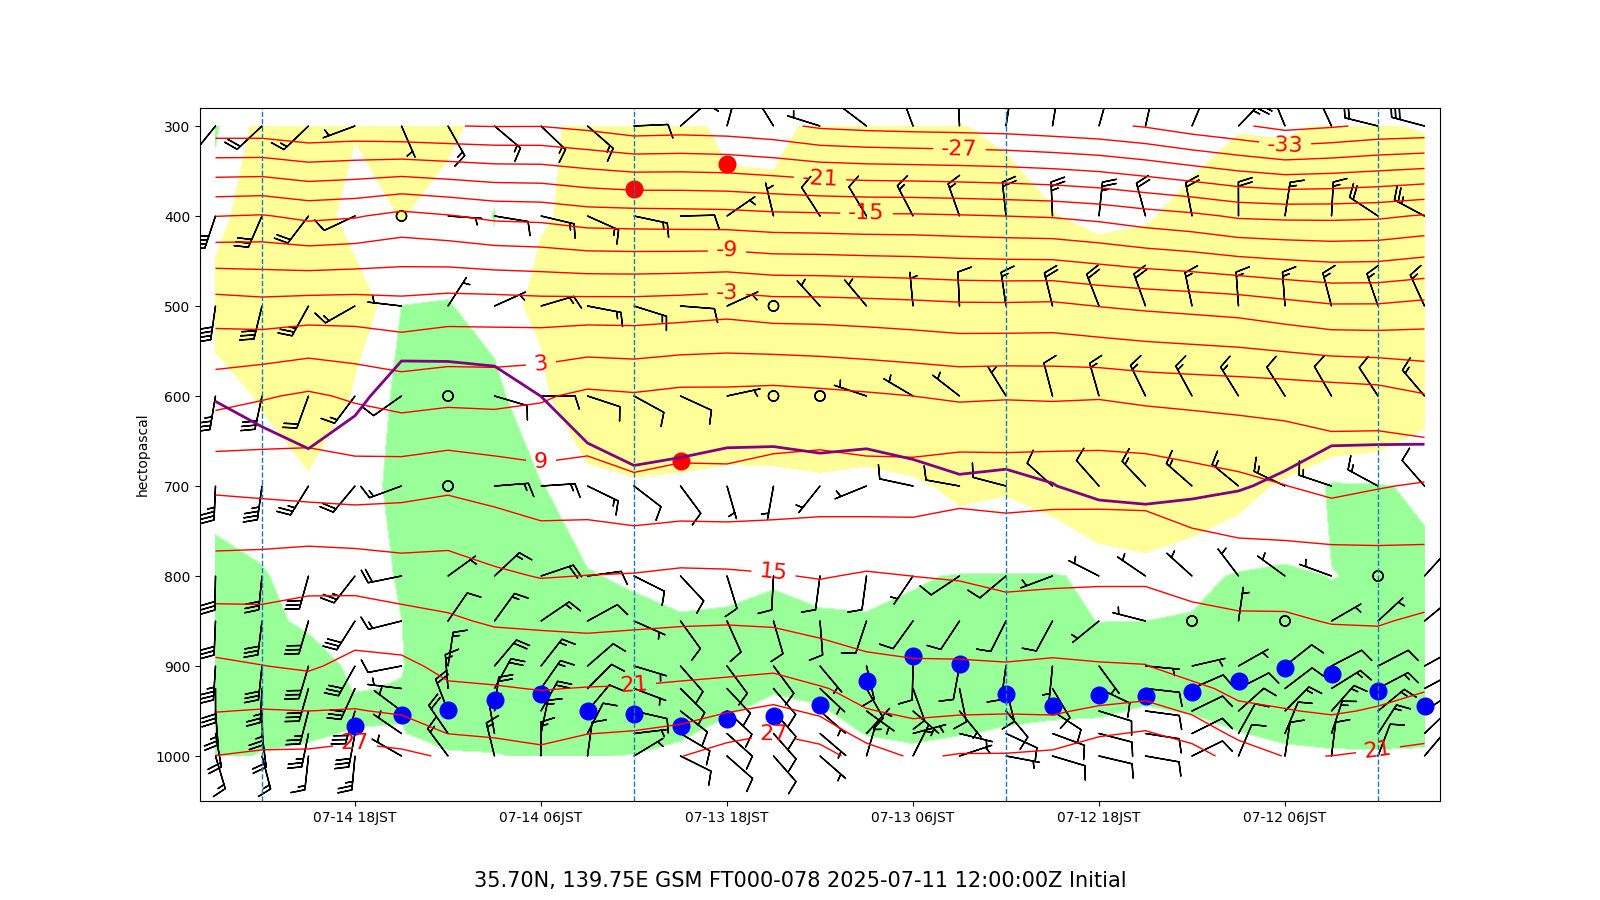 300
400
500
600
700
800
900
1000
hectopascal
-33
-27
-21
-15
-9
-3
3
9
15
21
27
27
21
07-14 18JST
07-14 06JST
07-13 18JST
07-13 06JST
07-12 18JST
07-12 06JST
35.70N, 139.75E GSM FT000-078 2025-07-11 12:00:00Z Initial